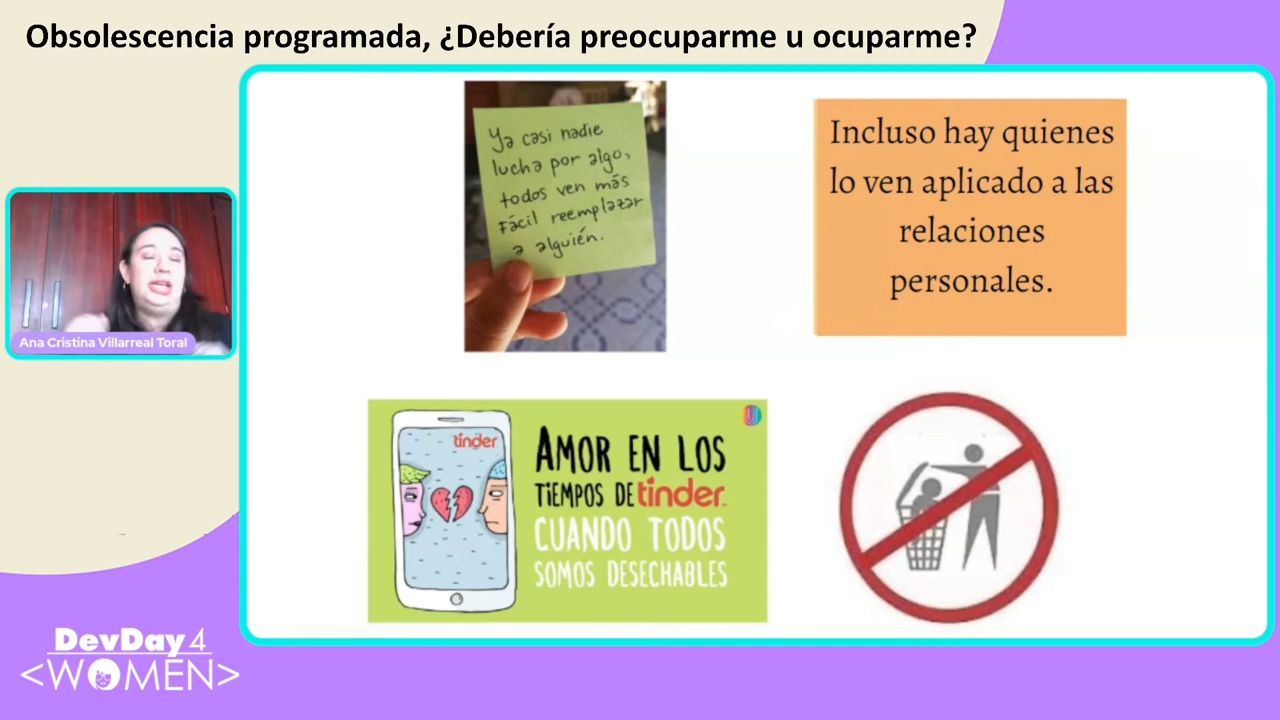 Obsolescencia programada, ¿Debería preocuparme u ocuparme?
Ya casi nadie
lucha por algo,
todos ven más
Fácil reemplazar
a alguién.
Incluso hay quienes
lo ven aplicado a las
relaciones
personales.
Ana Cristina Villarreal Toral
tinder
AMOR EN LOS
TiEMPOS DE tinder
CUANDO TODOS
SOMOS DESECHABLES
DevDay 4
<WOMEN>